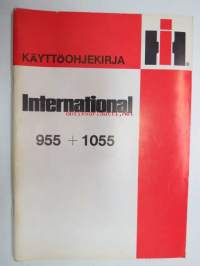 KÄYTTÖOHJEKIRJA
International
955 + 1055